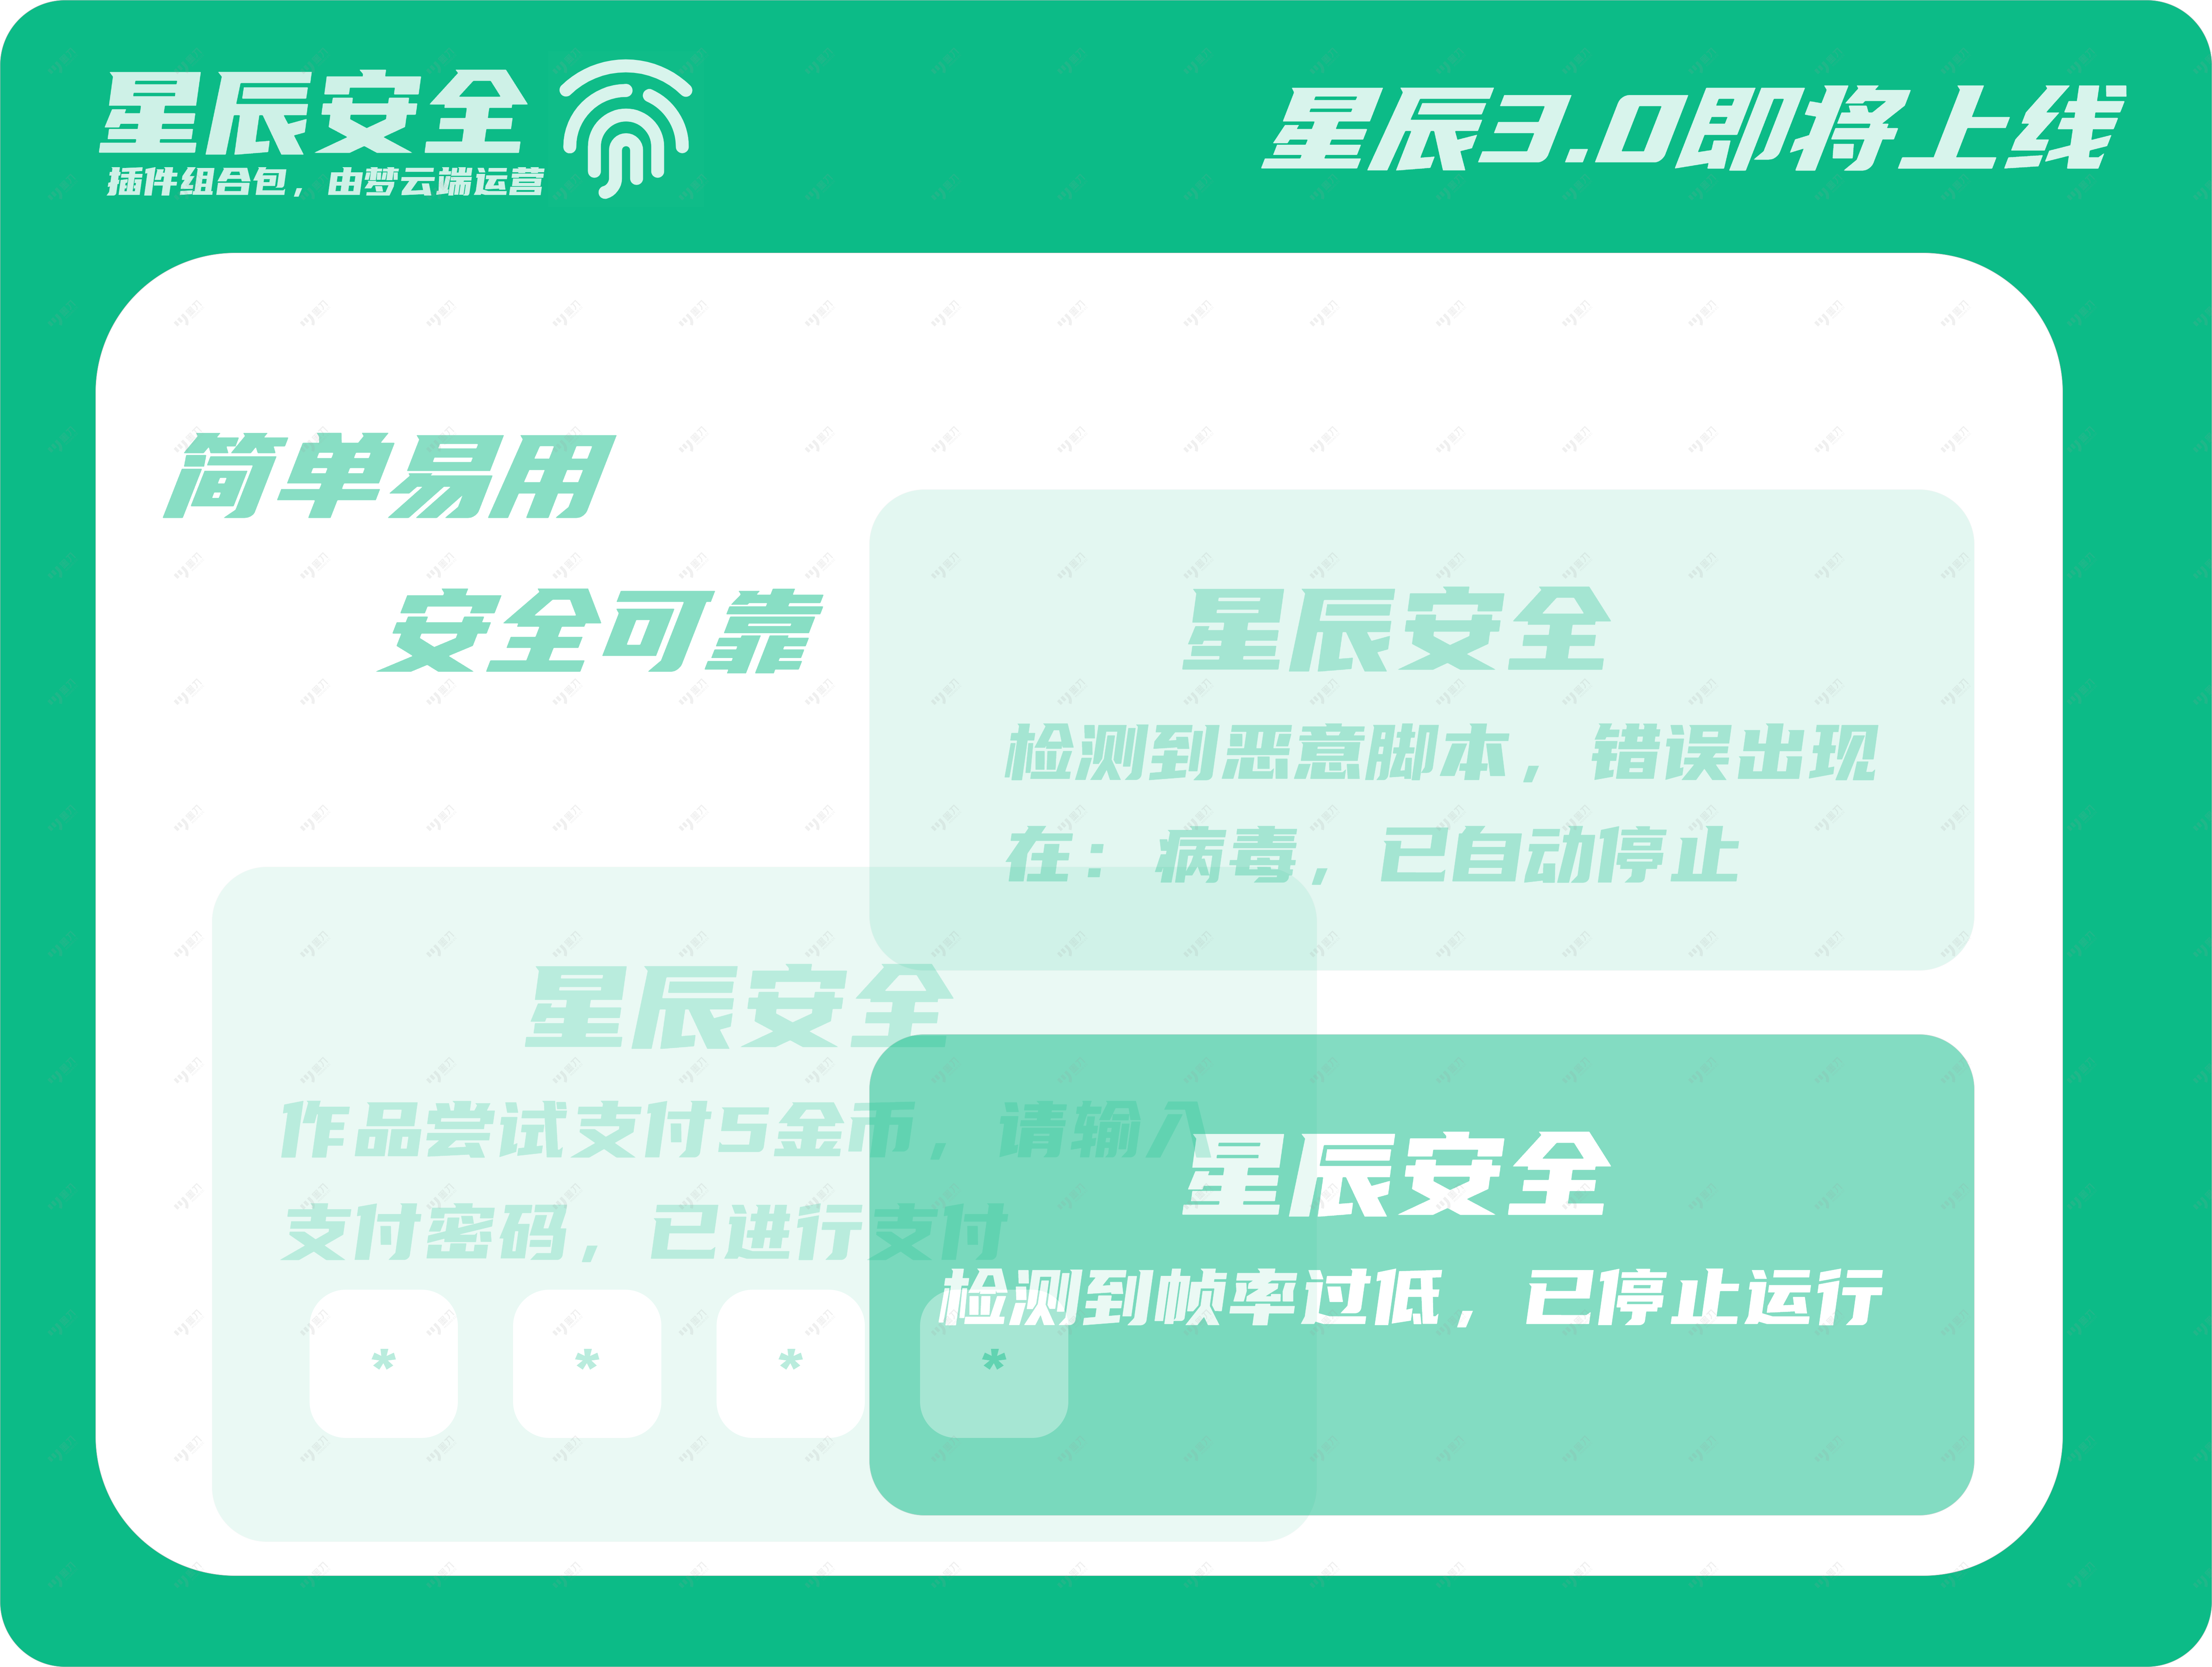 星辰安全
插件组合包，由梦云端运营
星辰3.0即将上线
简单易用
安全可靠
星辰安全
检测到恶意脚本，错误出现
在：病毒，已自动停止
星辰安全
作品尝试支付5金币，请输入
支付密码，已进行支付
* * * *
星辰安全
检测到帧率过低，已停止运行